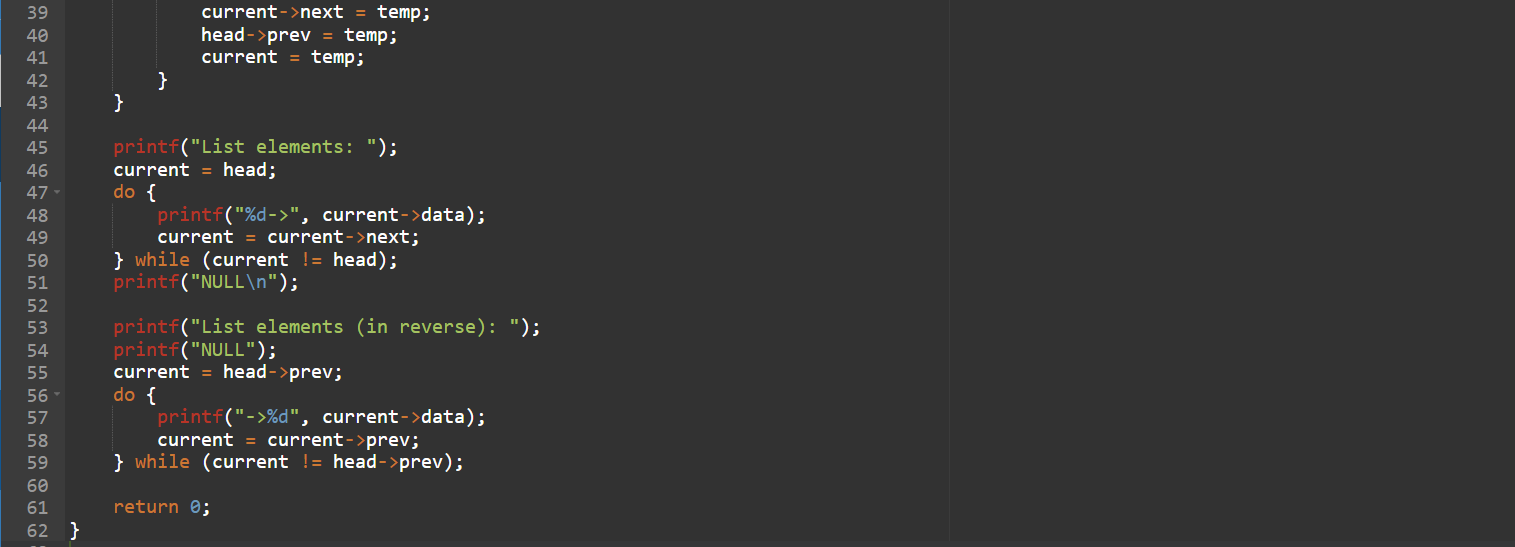 39 current->next = temp;
40 head->prev = temp;
41 current = temp;
42 }
43 }
44
45 printf("List elements: ");
46 current = head;
47 do {
48 printf("%d->", current->data);
49 current = current->next;
50 } while (current != head);
51 printf("NULL\n");
52
53 printf("List elements (in reverse): ");
54 printf("NULL");
55 current = head->prev;
56 do {
57 printf("->%d", current->data);
58 current = current->prev;
59 } while (current != head->prev);
60
61 return 0;
62 }